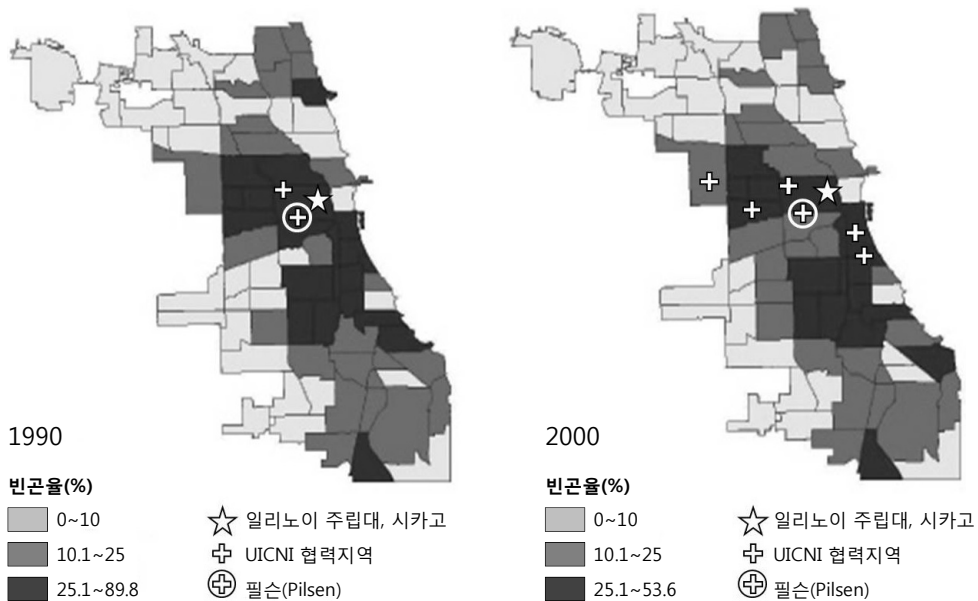 1990
빈곤율(%)
0~10
10.1~25
25.1~89.8
일리노이 주립대, 시카고
UICNI 협력지역
필슨(Pilsen)
2000
빈곤율(%)
0~10
10.1~25
25.1~53.6
일리노이 주립대, 시카고
UICNI 협력지역
필슨(Pilsen)